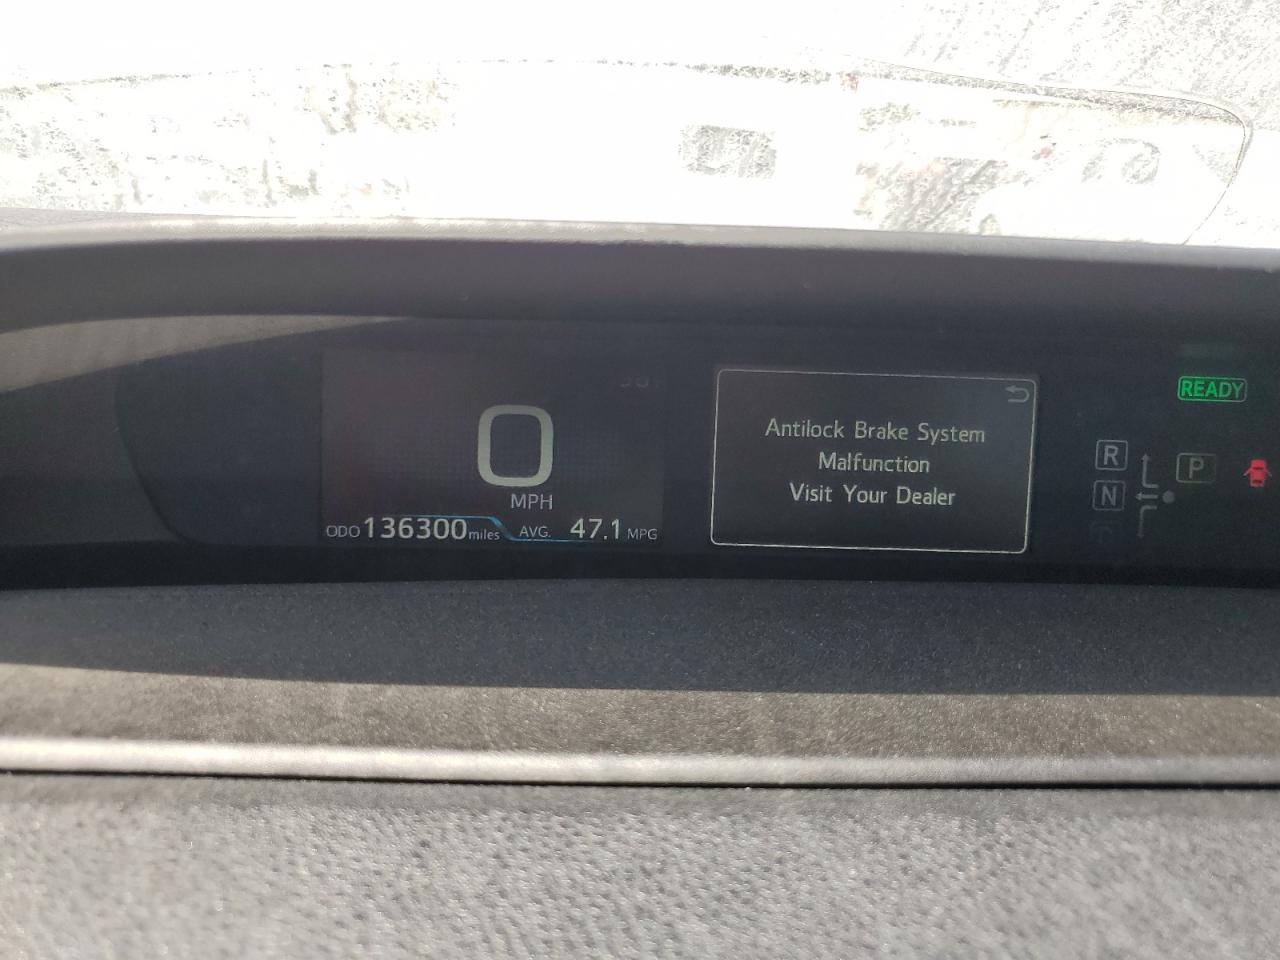 0
MPH
ODO 136300 miles AVG. 47.1 MPG
Antilock Brake System
Malfunction
Visit Your Dealer
READY
R
P
N